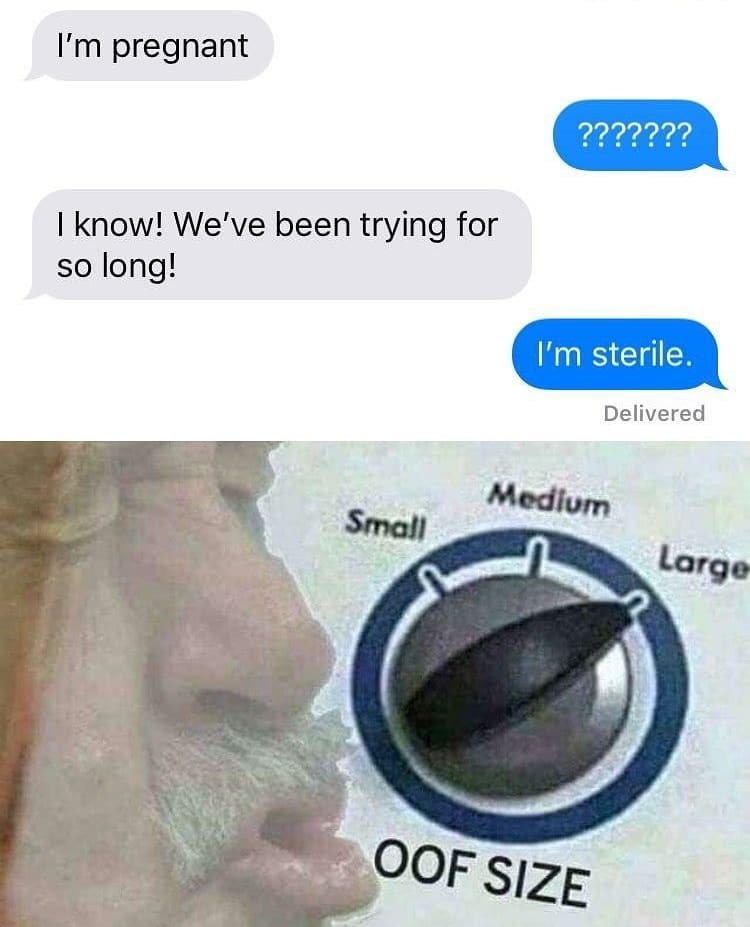 I'm pregnant
???????
I know! We've been trying for
so long!
I'm sterile.
Delivered
Small
Medium
Large
OOF SIZE